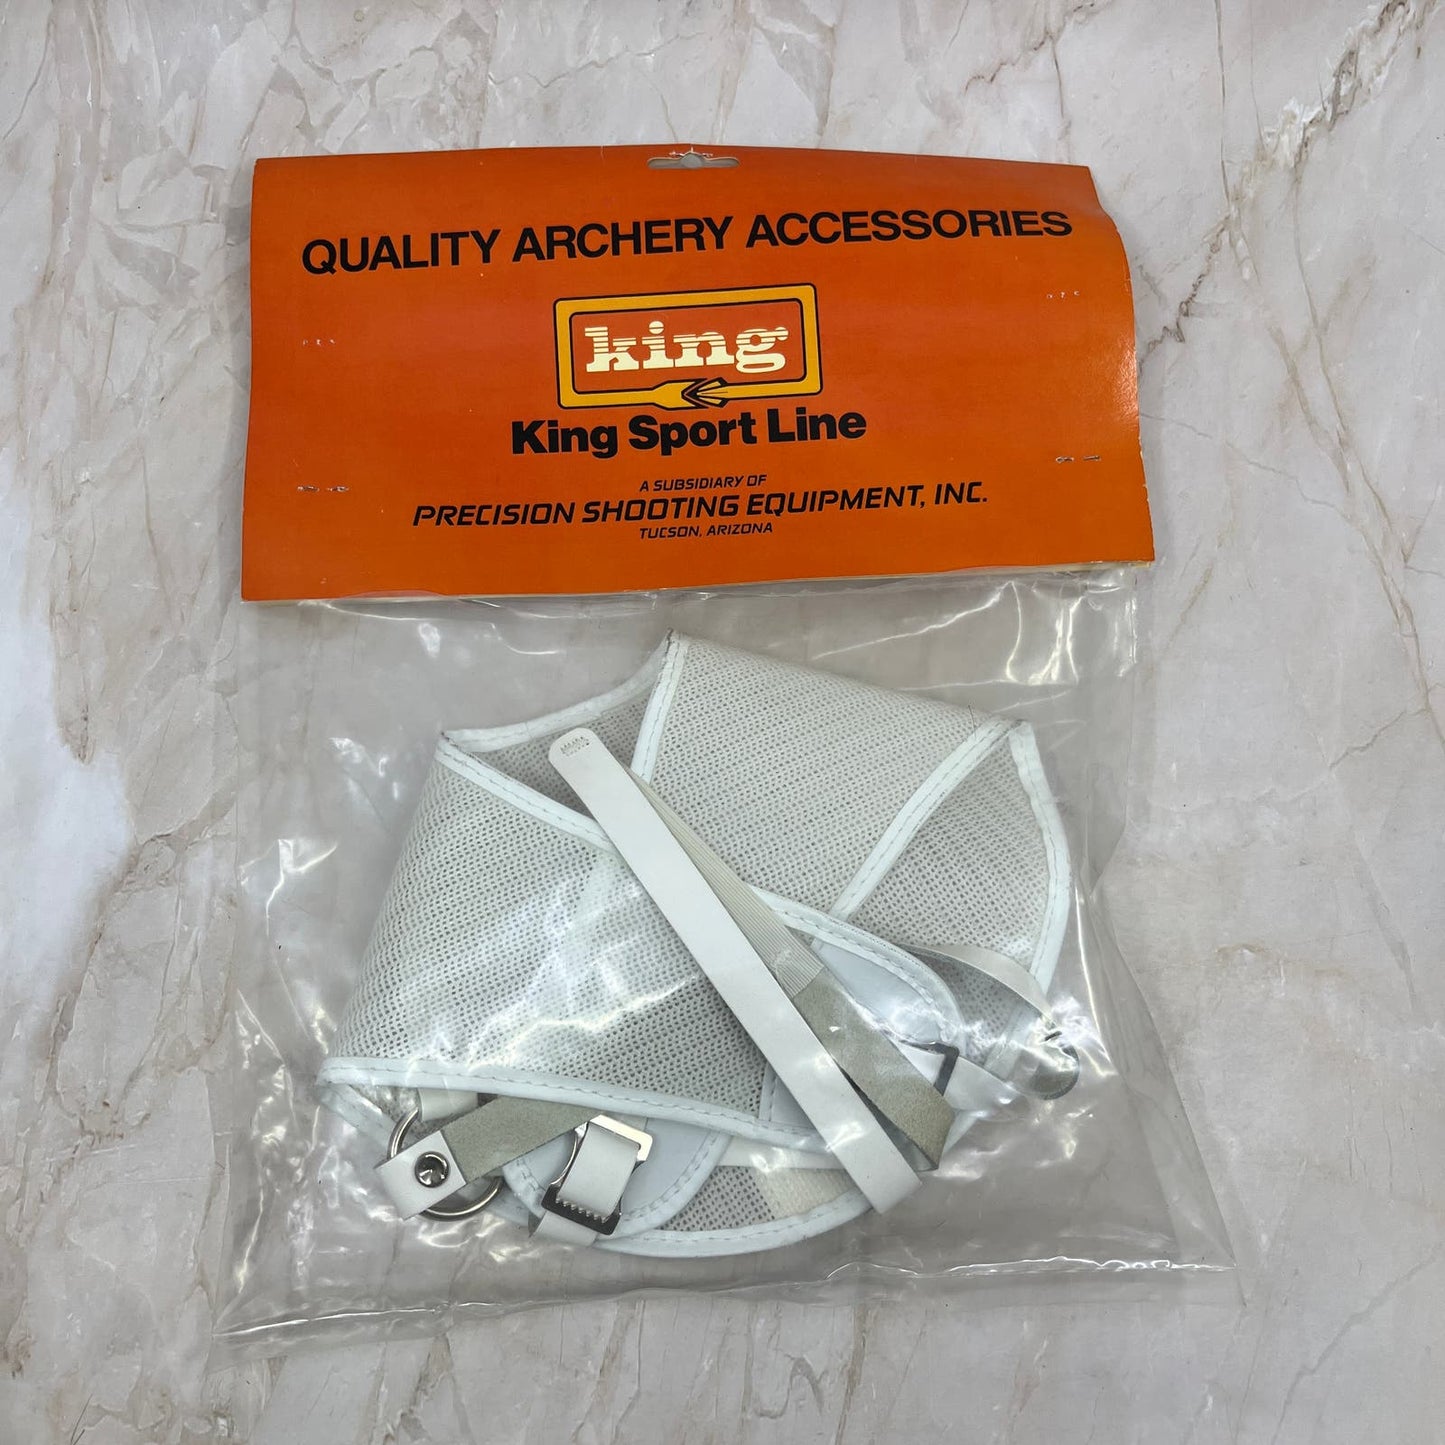 QUALITY ARCHERY ACCESSORIES
king
King Sport Line
A SUBSIDIARY OF
PRECISION SHOOTING EQUIPMENT, INC.
TUCSON, ARIZONA